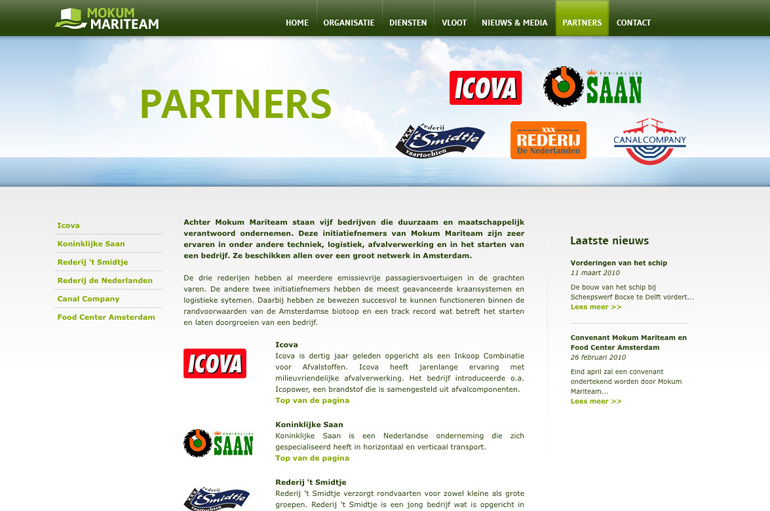 MOKUM
MARITEAM
HOME ORGANISATIE DIENSTEN VLOOT NIEUWS & MEDIA PARTNERS CONTACT
PARTNERS
ICOVA
KONINKLIJKE
SAAN
rederij
't Smidtje
vaartochten
XXX
REDERIJ
De Nederlanden
CANALCOMPANY
Icova
Koninklijke Saan
Rederij 't Smidtje
Rederij de Nederlanden
Canal Company
Food Center Amsterdam
Achter Mokum Mariteam staan vijf bedrijven die duurzaam en maatschappelijk
verantwoord ondernemen. Deze initiatiefnemers van Mokum Mariteam zijn zeer
ervaren in onder andere techniek, logistiek, afvalverwerking en in het starten van
een bedrijf. Ze beschikken allen over een groot netwerk in Amsterdam.
De drie rederijen hebben al meerdere emissievrije passagiersvoertuigen in de grachten
varen. De andere twee initiatiefnemers hebben de meest geavanceerde kraansystemen en
logistieke sytemen. Daarbij hebben ze bewezen succesvol te kunnen functioneren binnen de
randvoorwaarden van de Amsterdamse biotoop en een track record wat betreft het starten
en laten doorgroeien van een bedrijf.
ICOVA
Icova
Icova is dertig jaar geleden opgericht als een Inkoop Combinatie
voor Afvalstoffen. Icova heeft jarenlange ervaring met
milieuvriendelijke afvalverwerking. Het bedrijf introduceerde o.a.
Icopower, een brandstof die is samengesteld uit afvalcomponenten.
Top van de pagina
KONINKLIJKE
SAAN
Koninklijke Saan
Koninklijke Saan is een Nederlandse onderneming die zich
gespecialiseerd heeft in horizontaal en verticaal transport.
Top van de pagina
rederij
't Smidtje
Rederij 't Smidtje
Rederij 't Smidtje verzorgt rondvaarten voor zowel kleine als grote
groepen. Rederij 't Smidtje is een jong bedrijf wat is opgericht in
Laatste nieuws
Vorderingen van het schip
11 maart 2010
De bouw van het schip bij
Scheepswerf Bocxe te Delft vordert...
Lees meer >>
Convenant Mokum Mariteam en
Food Center Amsterdam
26 februari 2010
Eind april zal een convenant
ondertekend worden door Mokum
Mariteam...
Lees meer >>